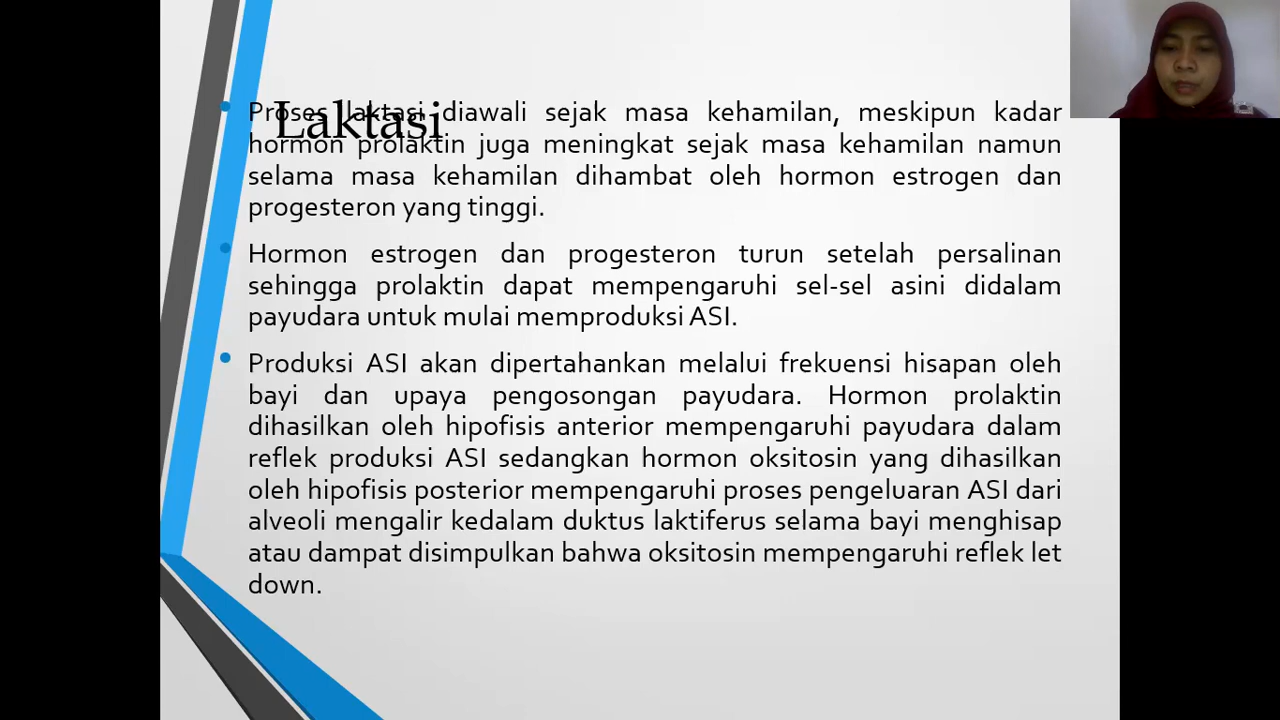 Laktasi
Proses laktasi diawali sejak masa kehamilan, meskipun kadar
hormon prolaktin juga meningkat sejak masa kehamilan namun
selama masa kehamilan dihambat oleh hormon estrogen dan
progesteron yang tinggi.
Hormon estrogen dan progesteron turun setelah persalinan
sehingga prolaktin dapat mempengaruhi sel-sel asini didalam
payudara untuk mulai memproduksi ASI.
Produksi ASI akan dipertahankan melalui frekuensi hisapan oleh
bayi dan upaya pengosongan payudara. Hormon prolaktin
dihasilkan oleh hipofisis anterior mempengaruhi payudara dalam
reflek produksi ASI sedangkan hormon oksitosin yang dihasilkan
oleh hipofisis posterior mempengaruhi proses pengeluaran ASI dari
alveoli mengalir kedalam duktus laktiferus selama bayi menghisap
atau dampat disimpulkan bahwa oksitosin mempengaruhi reflek let
down.